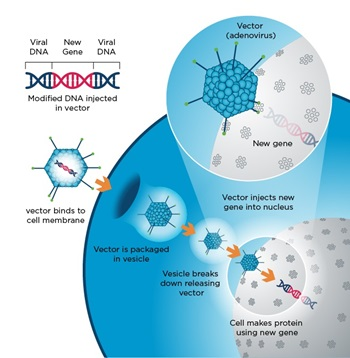 Viral DNA
New Gene
Viral DNA
Modified DNA injected
in vector
Vector
(adenovirus)
New gene
vector binds to
cell membrane
Vector injects new
gene into nucleus
Vector is packaged
in vesicle
Vesicle breaks
down releasing
vector
Cell makes protein
using new gene